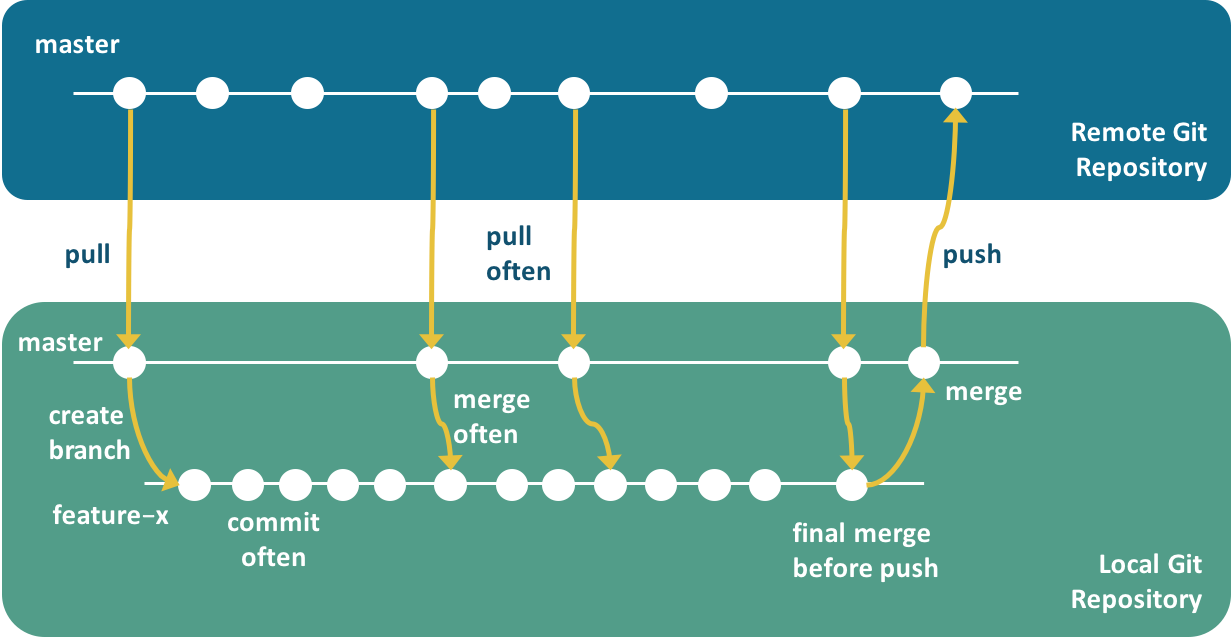 master
Remote Git
Repository
pull
pull
often
push
master
create
branch
merge
often
merge
feature–x
commit
often
final merge
before push
Local Git
Repository